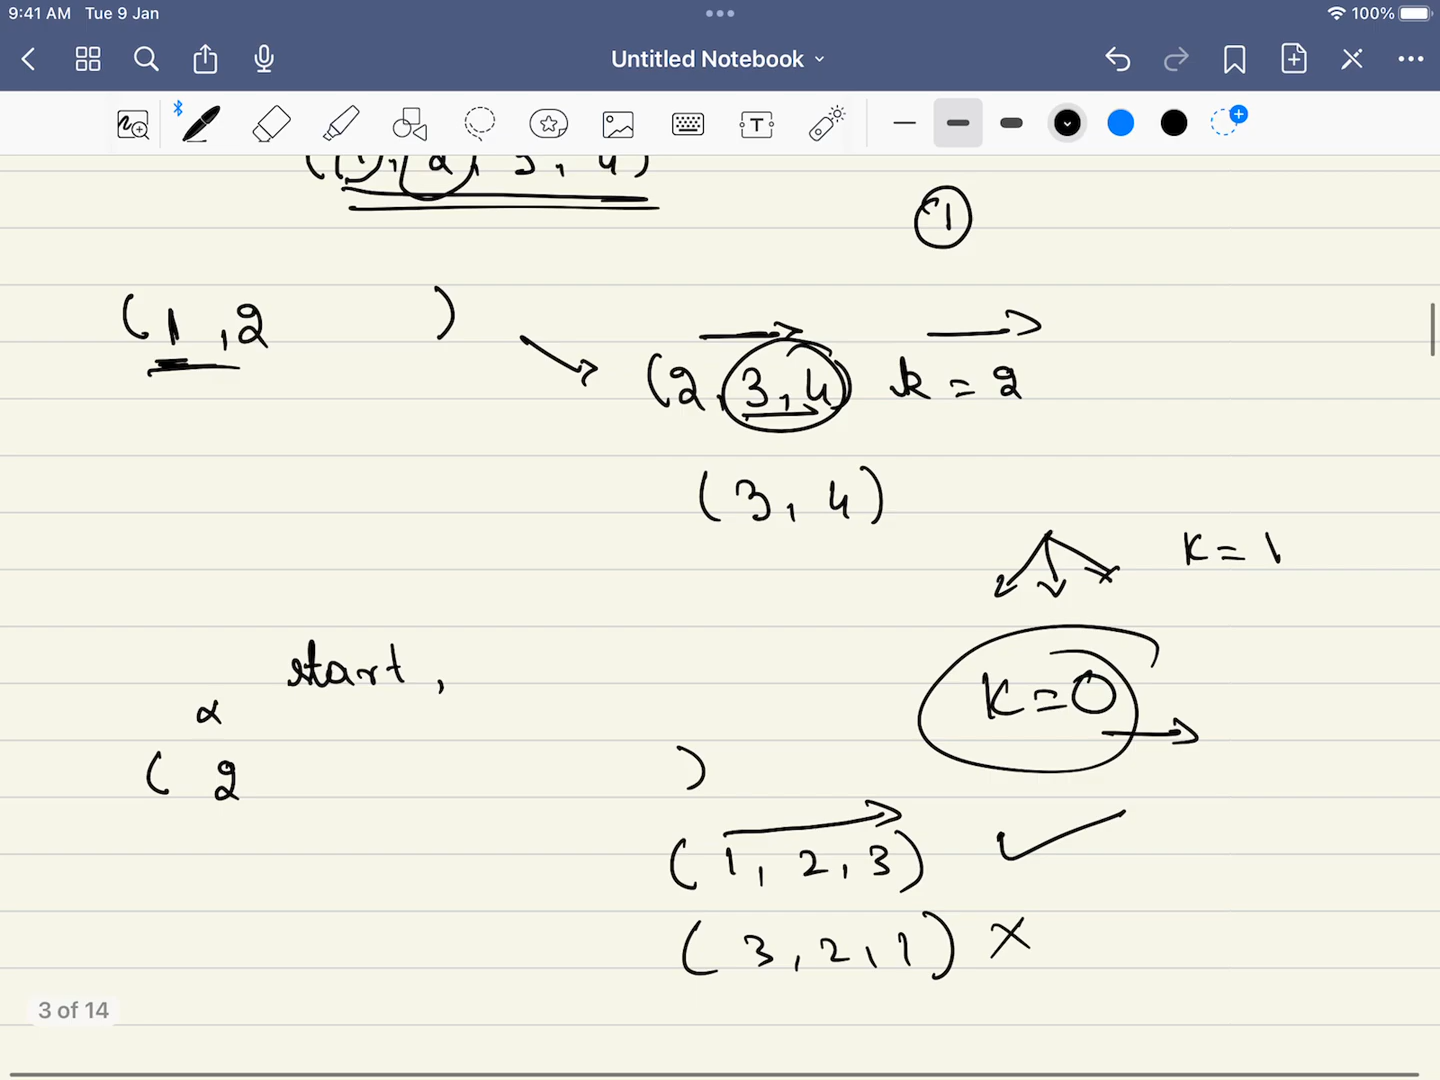 9:41 AM Tue 9 Jan
100%
Untitled Notebook
T
((1), 2, 3, 4)
1
(1, 2 )
(2, 3, 4) k = 2
(3, 4)
K = 1
start,
K = 0
α
( 2 )
(1, 2, 3) ✓
(3, 2, 1) ×
3 of 14